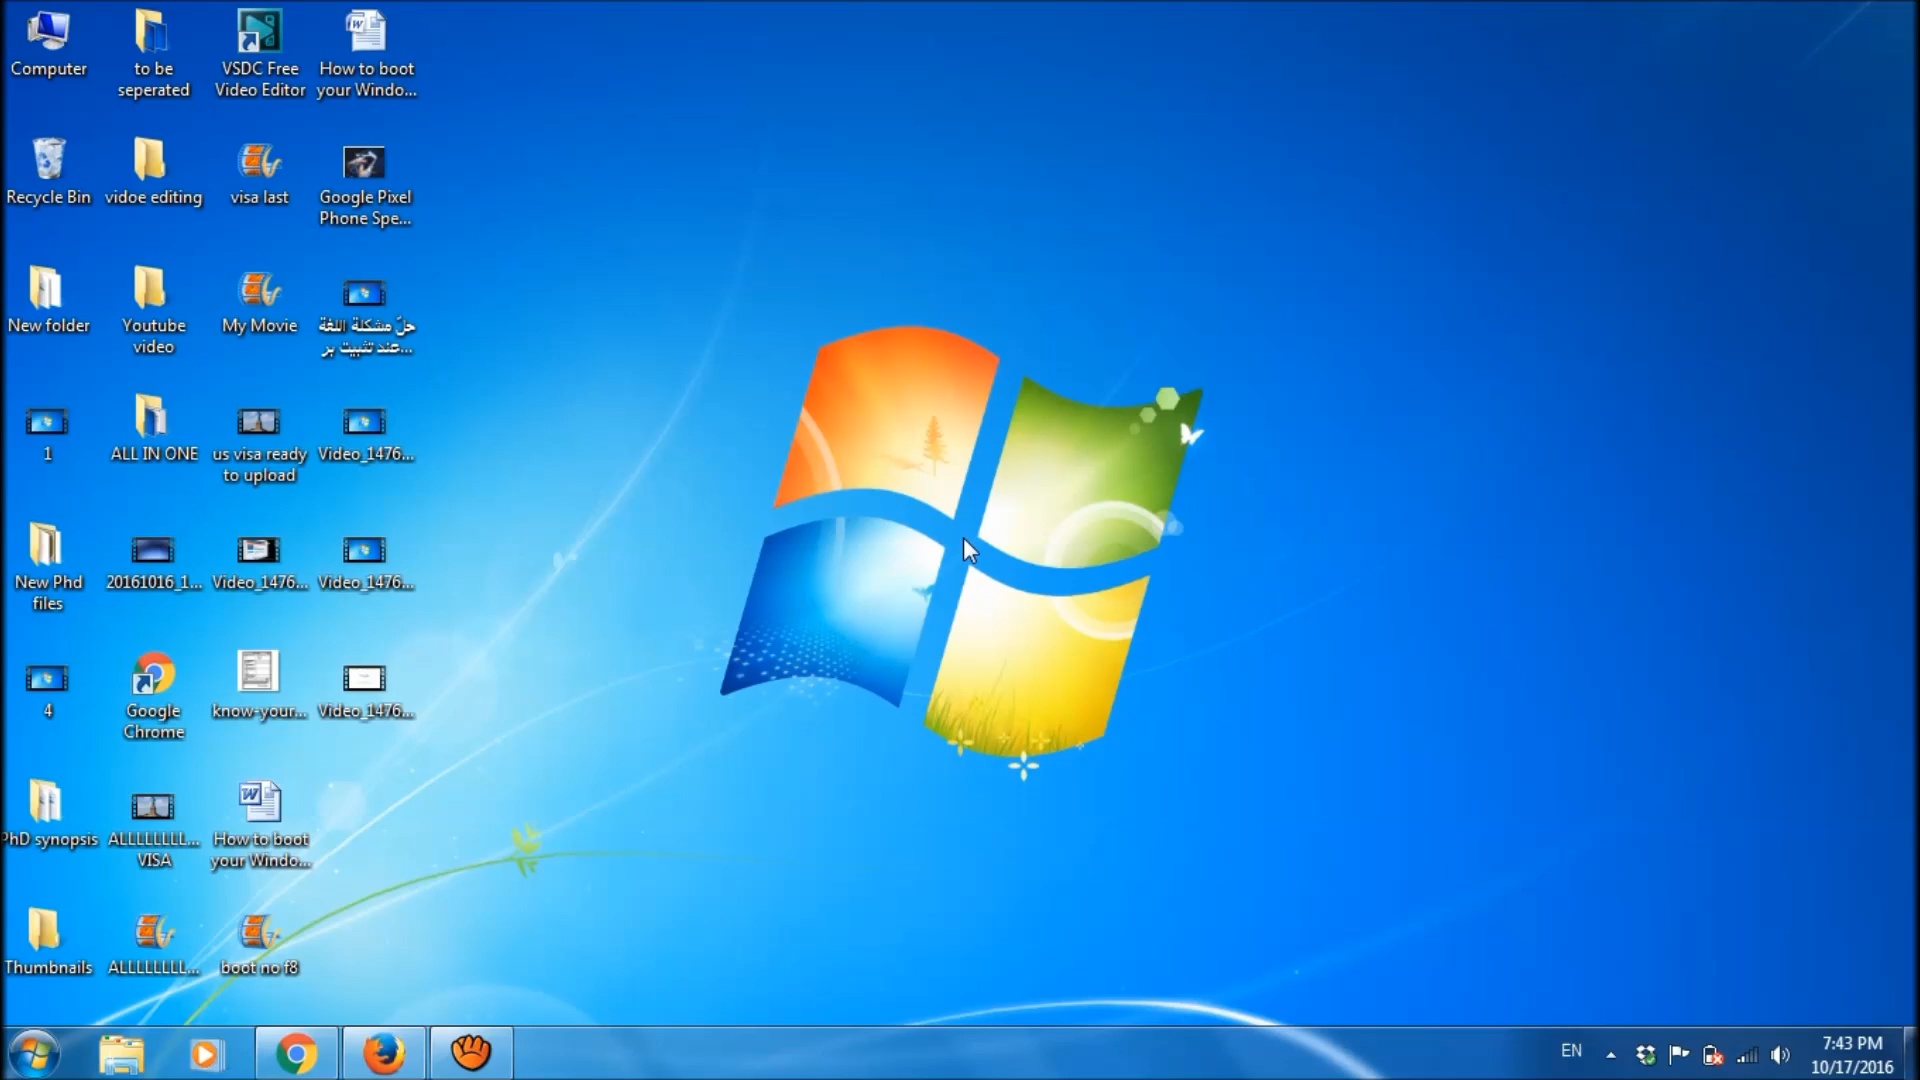 Computer
to be
seperated
VSDC Free
Video Editor
How to boot
your Windo...
Recycle Bin
vidoe editing
visa last
Google Pixel
Phone Spe...
New folder
Youtube
video
My Movie
حلّ مشكلة اللغة
عند تثبيت بر...
1
ALL IN ONE
us visa ready
to upload
Video_1476...
New Phd
files
20161016_1...
Video_1476...
Video_1476...
4
Google
Chrome
know-your...
Video_1476...
PhD synopsis
ALLLLLLLL...
VISA
How to boot
your Windo...
Thumbnails
ALLLLLLLL...
boot no f8
EN
7:43 PM
10/17/2016